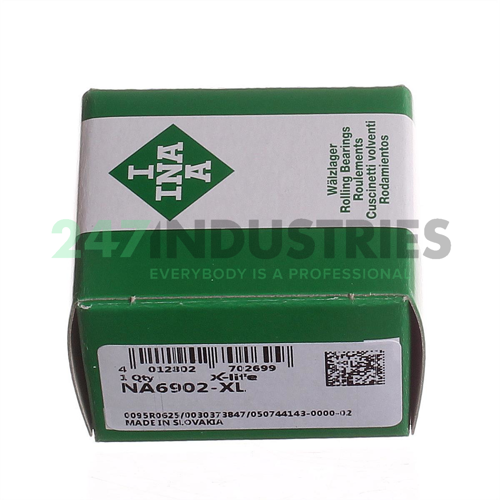 I
INA
A
Wälzlager
Rolling Bearings
Roulements
Cuscinetti volventi
Rodamientos
247INDUSTRIES
EVERYBODY IS A PROFESSIONAL
4 012802 702699
1 Qty X-life
NA6902-XL
0095R0625/0030373847/050744143-0000-02
MADE IN SLOVAKIA